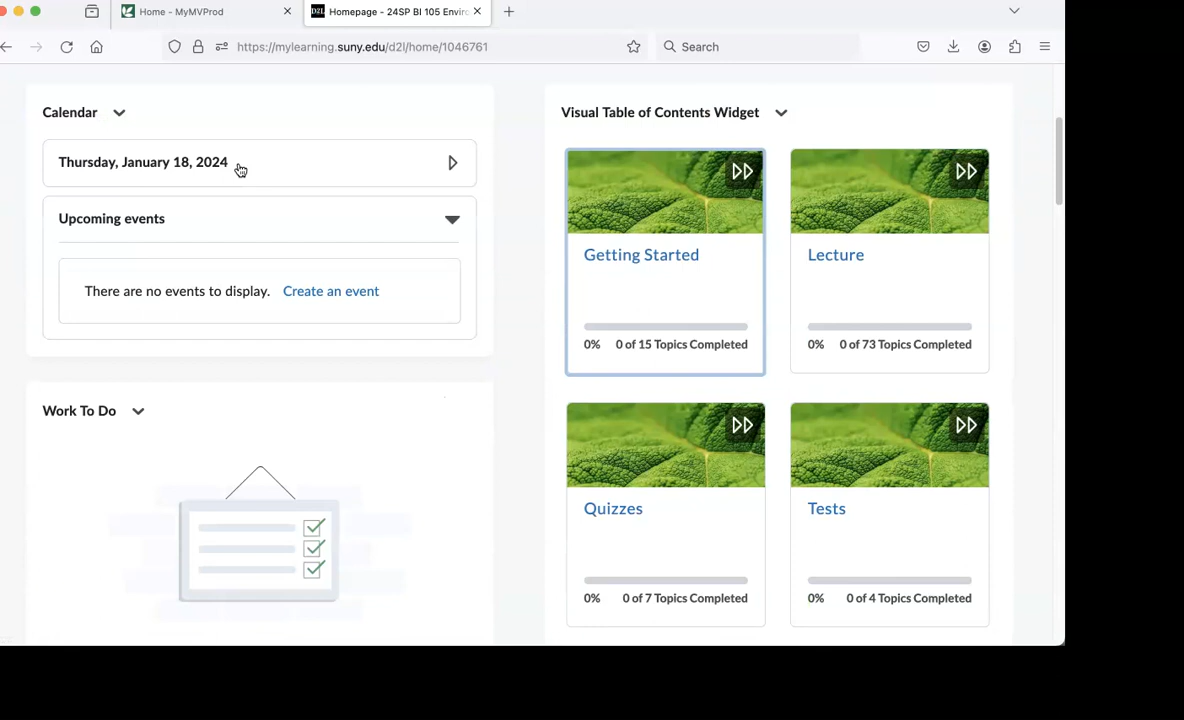 Home - MyMVProd
D2L Homepage - 24SP BI 105 Enviro
https://mylearning.suny.edu/d2l/home/1046761
Search
Calendar
Thursday, January 18, 2024
Upcoming events
There are no events to display. Create an event
Work To Do
Visual Table of Contents Widget
Getting Started
0% 0 of 15 Topics Completed
Lecture
0% 0 of 73 Topics Completed
Quizzes
0% 0 of 7 Topics Completed
Tests
0% 0 of 4 Topics Completed